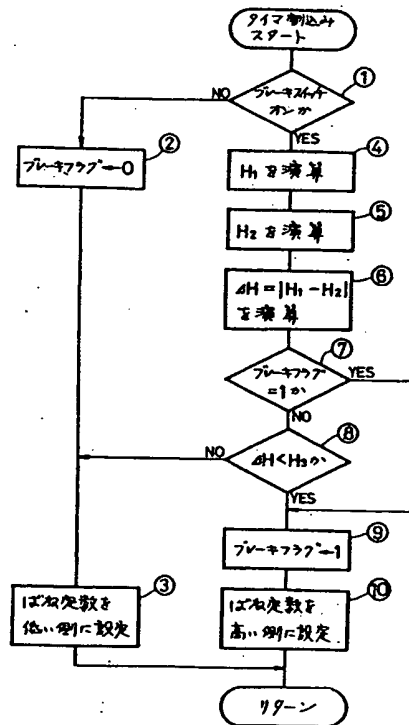 タイマ割込み
スタート
①
ブレーキスイッチ
オンか
NO
YES
②
ブレーキフラグ←0
④
H₁を演算
⑤
H₂を演算
⑥
ΔH=|H₁−H₂|
を演算
⑦
ブレーキフラグ
=1か
YES
NO
⑧
ΔH<H₃か
NO
YES
⑨
ブレーキフラグ←1
③
ばね定数を
低い側に設定
⑩
ばね定数を
高い側に設定
リターン